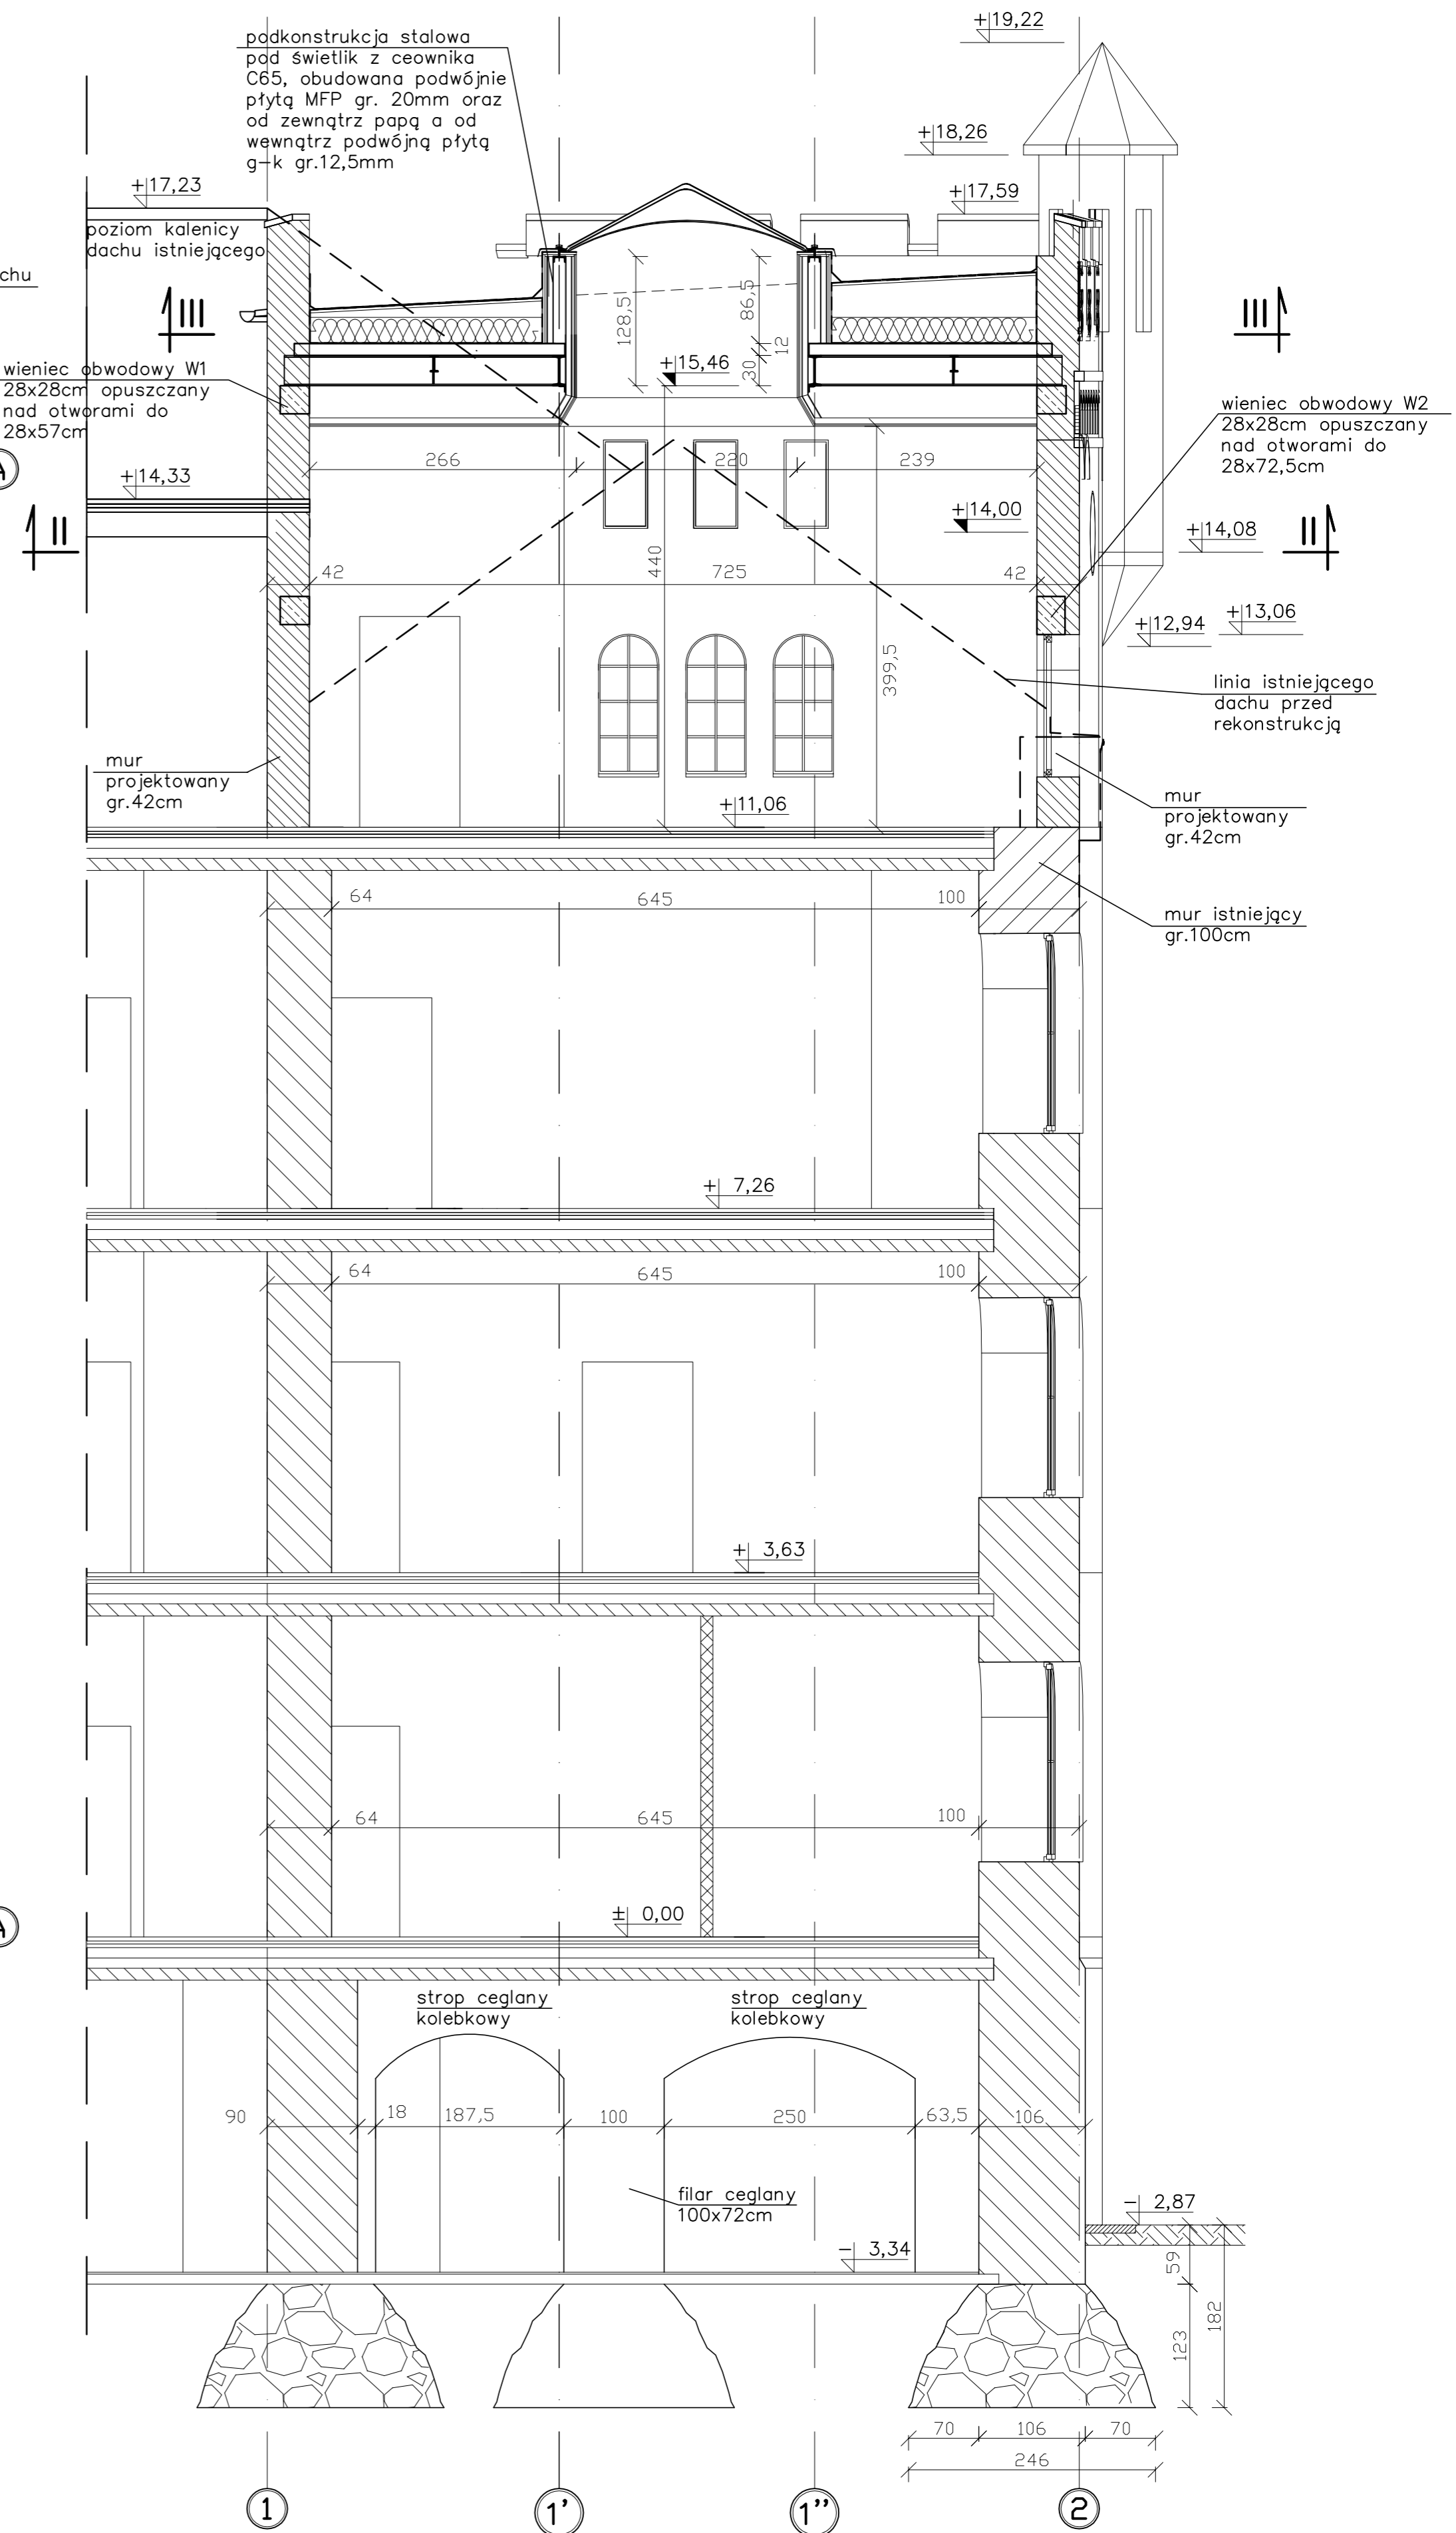 +19,22
podkonstrukcja stalowa
pod świetlik z ceownika
C65, obudowana podwójnie
płytą MFP gr. 20mm oraz
od zewnątrz papą a od
wewnątrz podwójną płytą
g-k gr.12,5mm
+18,26
+17,23
+17,59
poziom kalenicy
dachu istniejącego
chu
III
III
128,5
86,5
12
30
+15,46
wieniec obwodowy W1
28x28cm opuszczany
nad otworami do
28x57cm
wieniec obwodowy W2
28x28cm opuszczany
nad otworami do
28x72,5cm
A
266
220
239
+14,33
+14,00
II
II
+14,08
440
42
725
42
+12,94
+13,06
399,5
linia istniejącego
dachu przed
rekonstrukcją
mur
projektowany
gr.42cm
mur
projektowany
gr.42cm
+11,06
64
645
100
mur istniejący
gr.100cm
+ 7,26
64
645
100
+ 3,63
64
645
100
± 0,00
A
strop ceglany
kolebkowy
strop ceglany
kolebkowy
90
18
187,5
100
250
63,5
106
filar ceglany
100x72cm
- 2,87
- 3,34
59
123
182
70
106
70
246
1
1'
1''
2